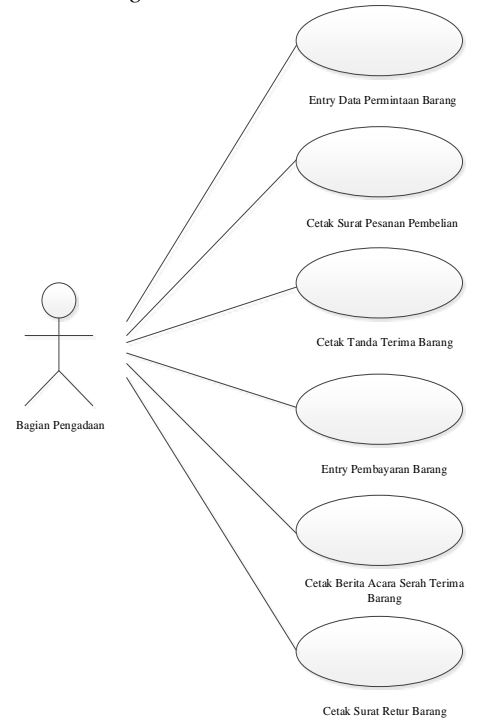 Entry Data Permintaan Barang
Cetak Surat Pesanan Pembelian
Cetak Tanda Terima Barang
Bagian Pengadaan
Entry Pembayaran Barang
Cetak Berita Acara Serah Terima
Barang
Cetak Surat Retur Barang